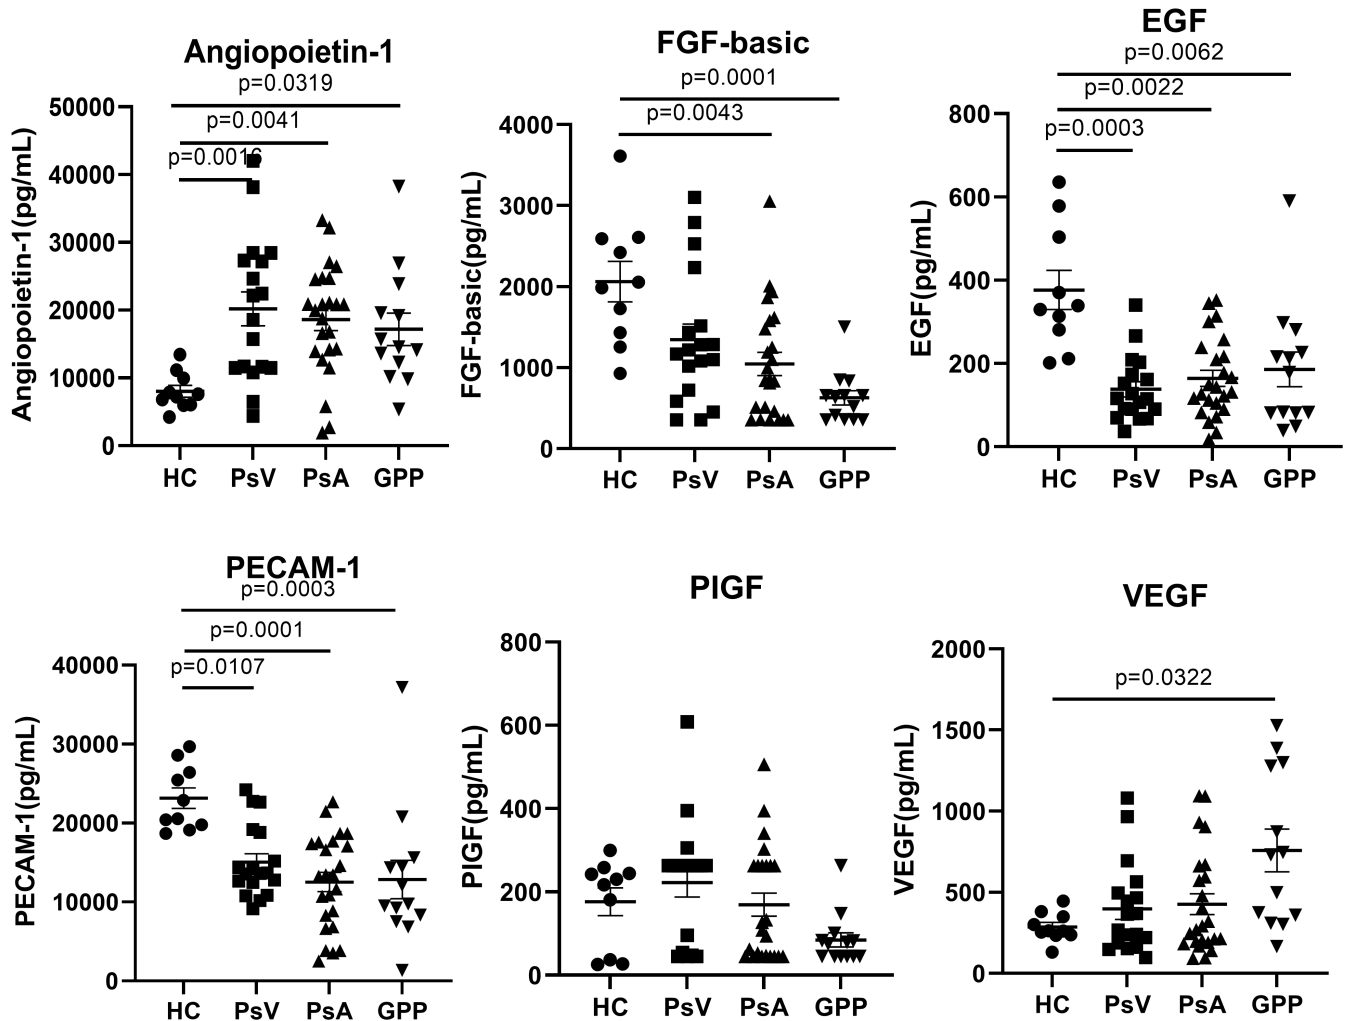 Angiopoietin-1
p=0.0319
p=0.0041
p=0.0016
Angiopoietin-1(pg/mL)
50000
40000
30000
20000
10000
0
HC PsV PsA GPP
FGF-basic
p=0.0001
p=0.0043
FGF-basic(pg/mL)
4000
3000
2000
1000
0
HC PsV PsA GPP
EGF
p=0.0062
p=0.0022
p=0.0003
EGF(pg/mL)
800
600
400
200
0
HC PsV PsA GPP
PECAM-1
p=0.0003
p=0.0001
p=0.0107
PECAM-1(pg/mL)
40000
30000
20000
10000
0
HC PsV PsA GPP
PlGF
PlGF(pg/mL)
800
600
400
200
0
HC PsV PsA GPP
VEGF
p=0.0322
VEGF(pg/mL)
2000
1500
1000
500
0
HC PsV PsA GPP